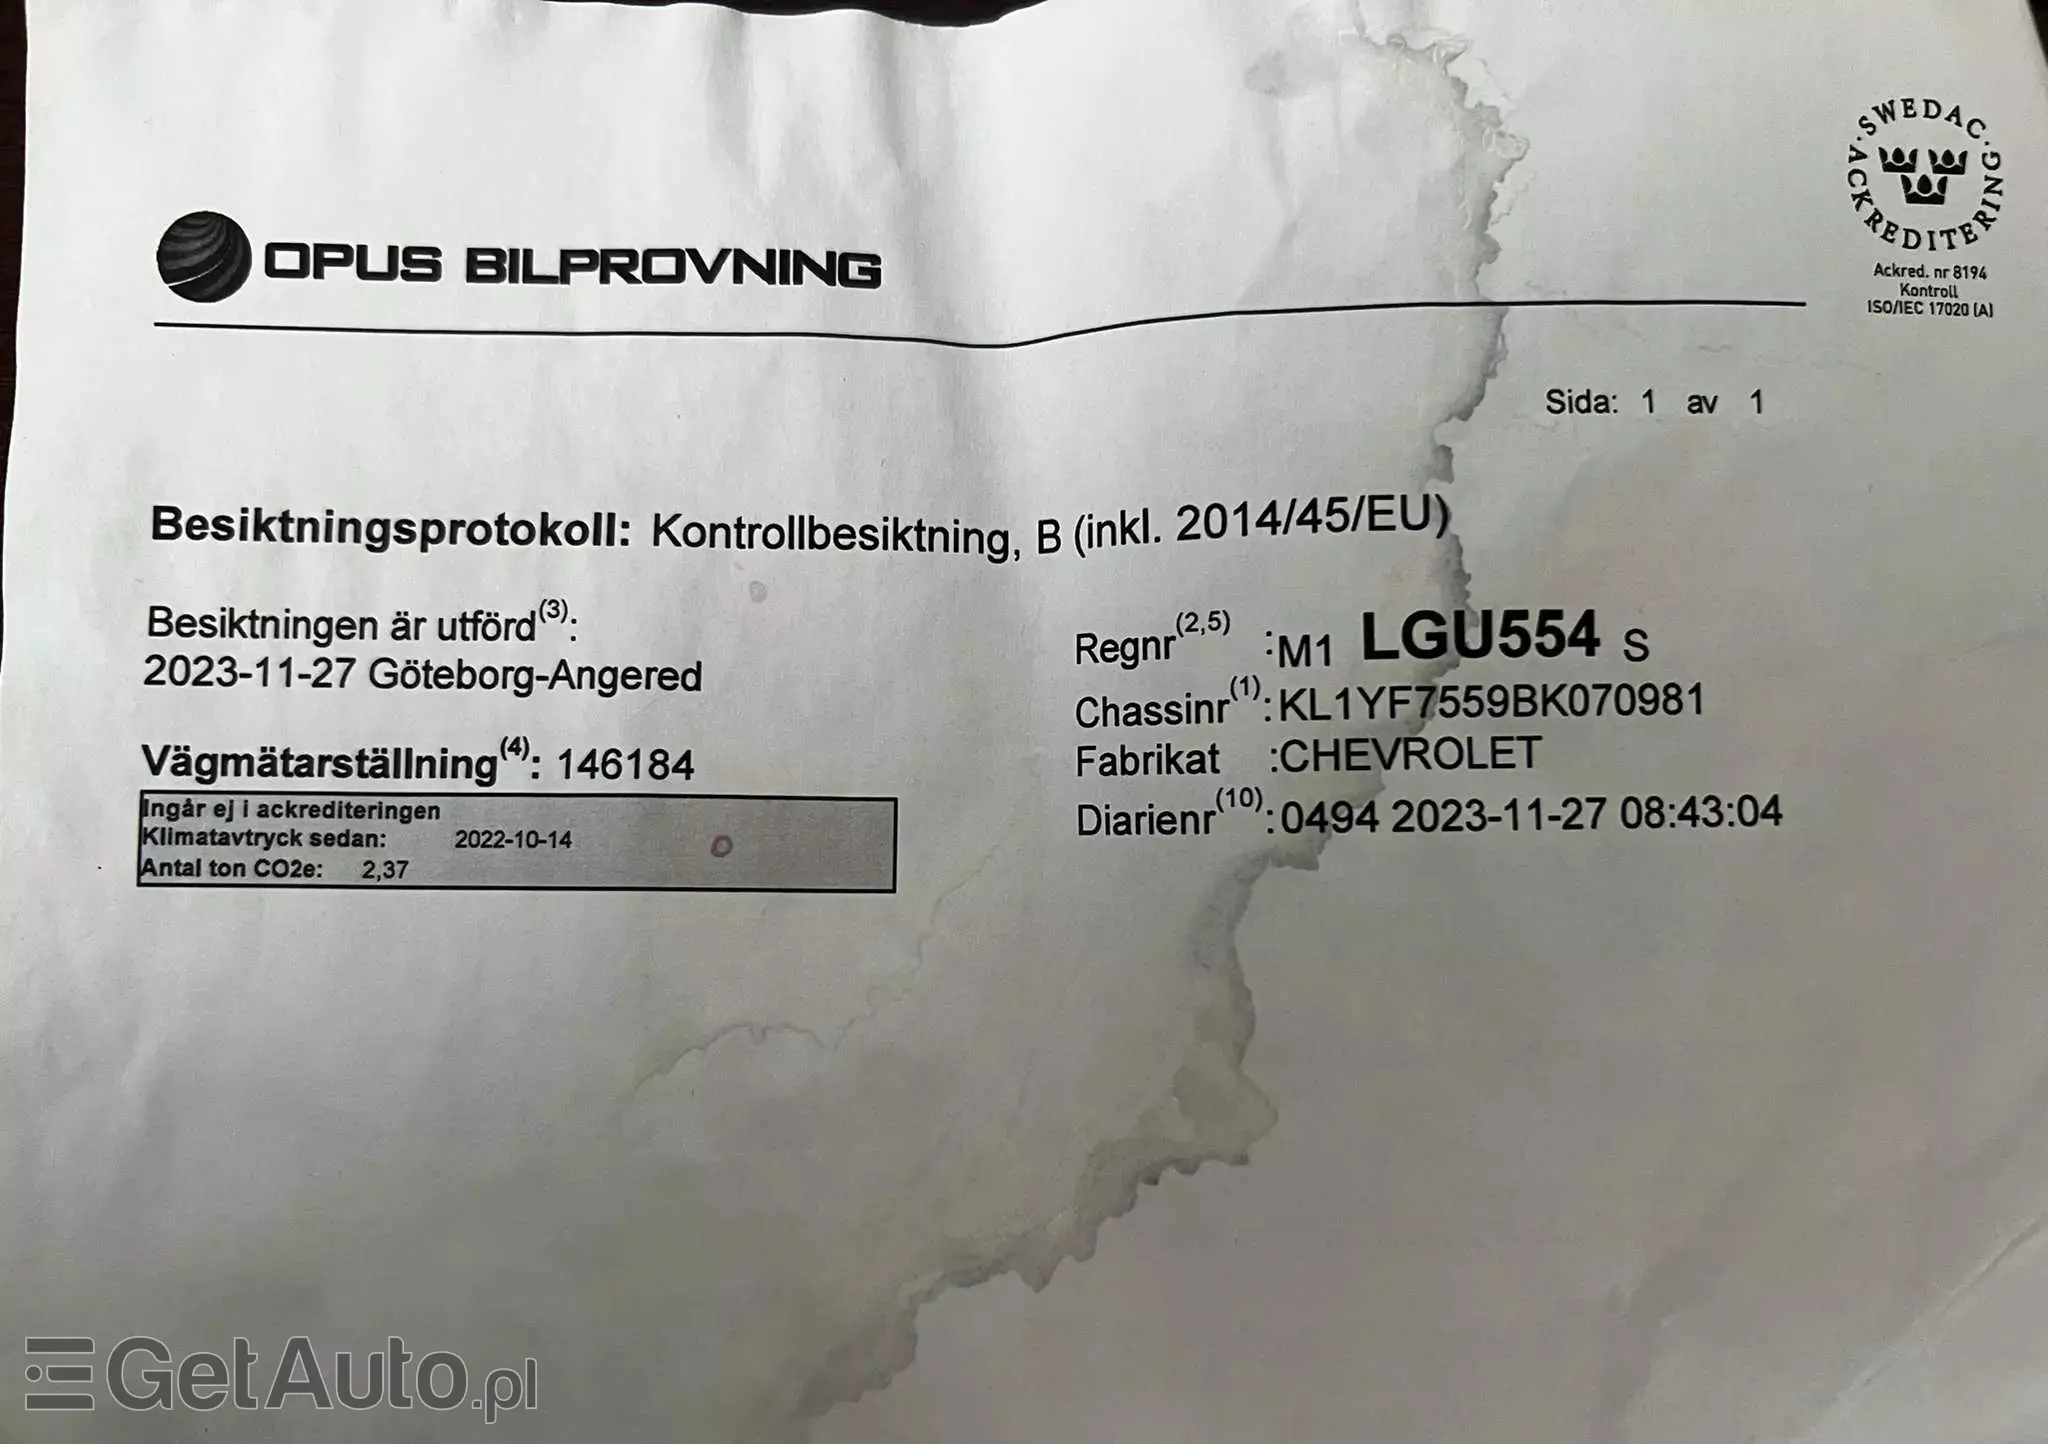 OPUS BILPROVNING
SWEDAC ACKREDITERING
Ackred. nr 8194
Kontroll
ISO/IEC 17020 (A)
Sida: 1 av 1
Besiktningsprotokoll: Kontrollbesiktning, B (inkl. 2014/45/EU)
Besiktningen är utförd(3):
2023-11-27 Göteborg-Angered
Vägmätarställning(4): 146184
Ingår ej i ackrediteringen
Klimatavtryck sedan: 2022-10-14
Antal ton CO2e: 2,37
Regnr(2,5) :M1 LGU554 S
Chassinr(1):KL1YF7559BK070981
Fabrikat :CHEVROLET
Diarienr(10):0494 2023-11-27 08:43:04
GetAuto.pl